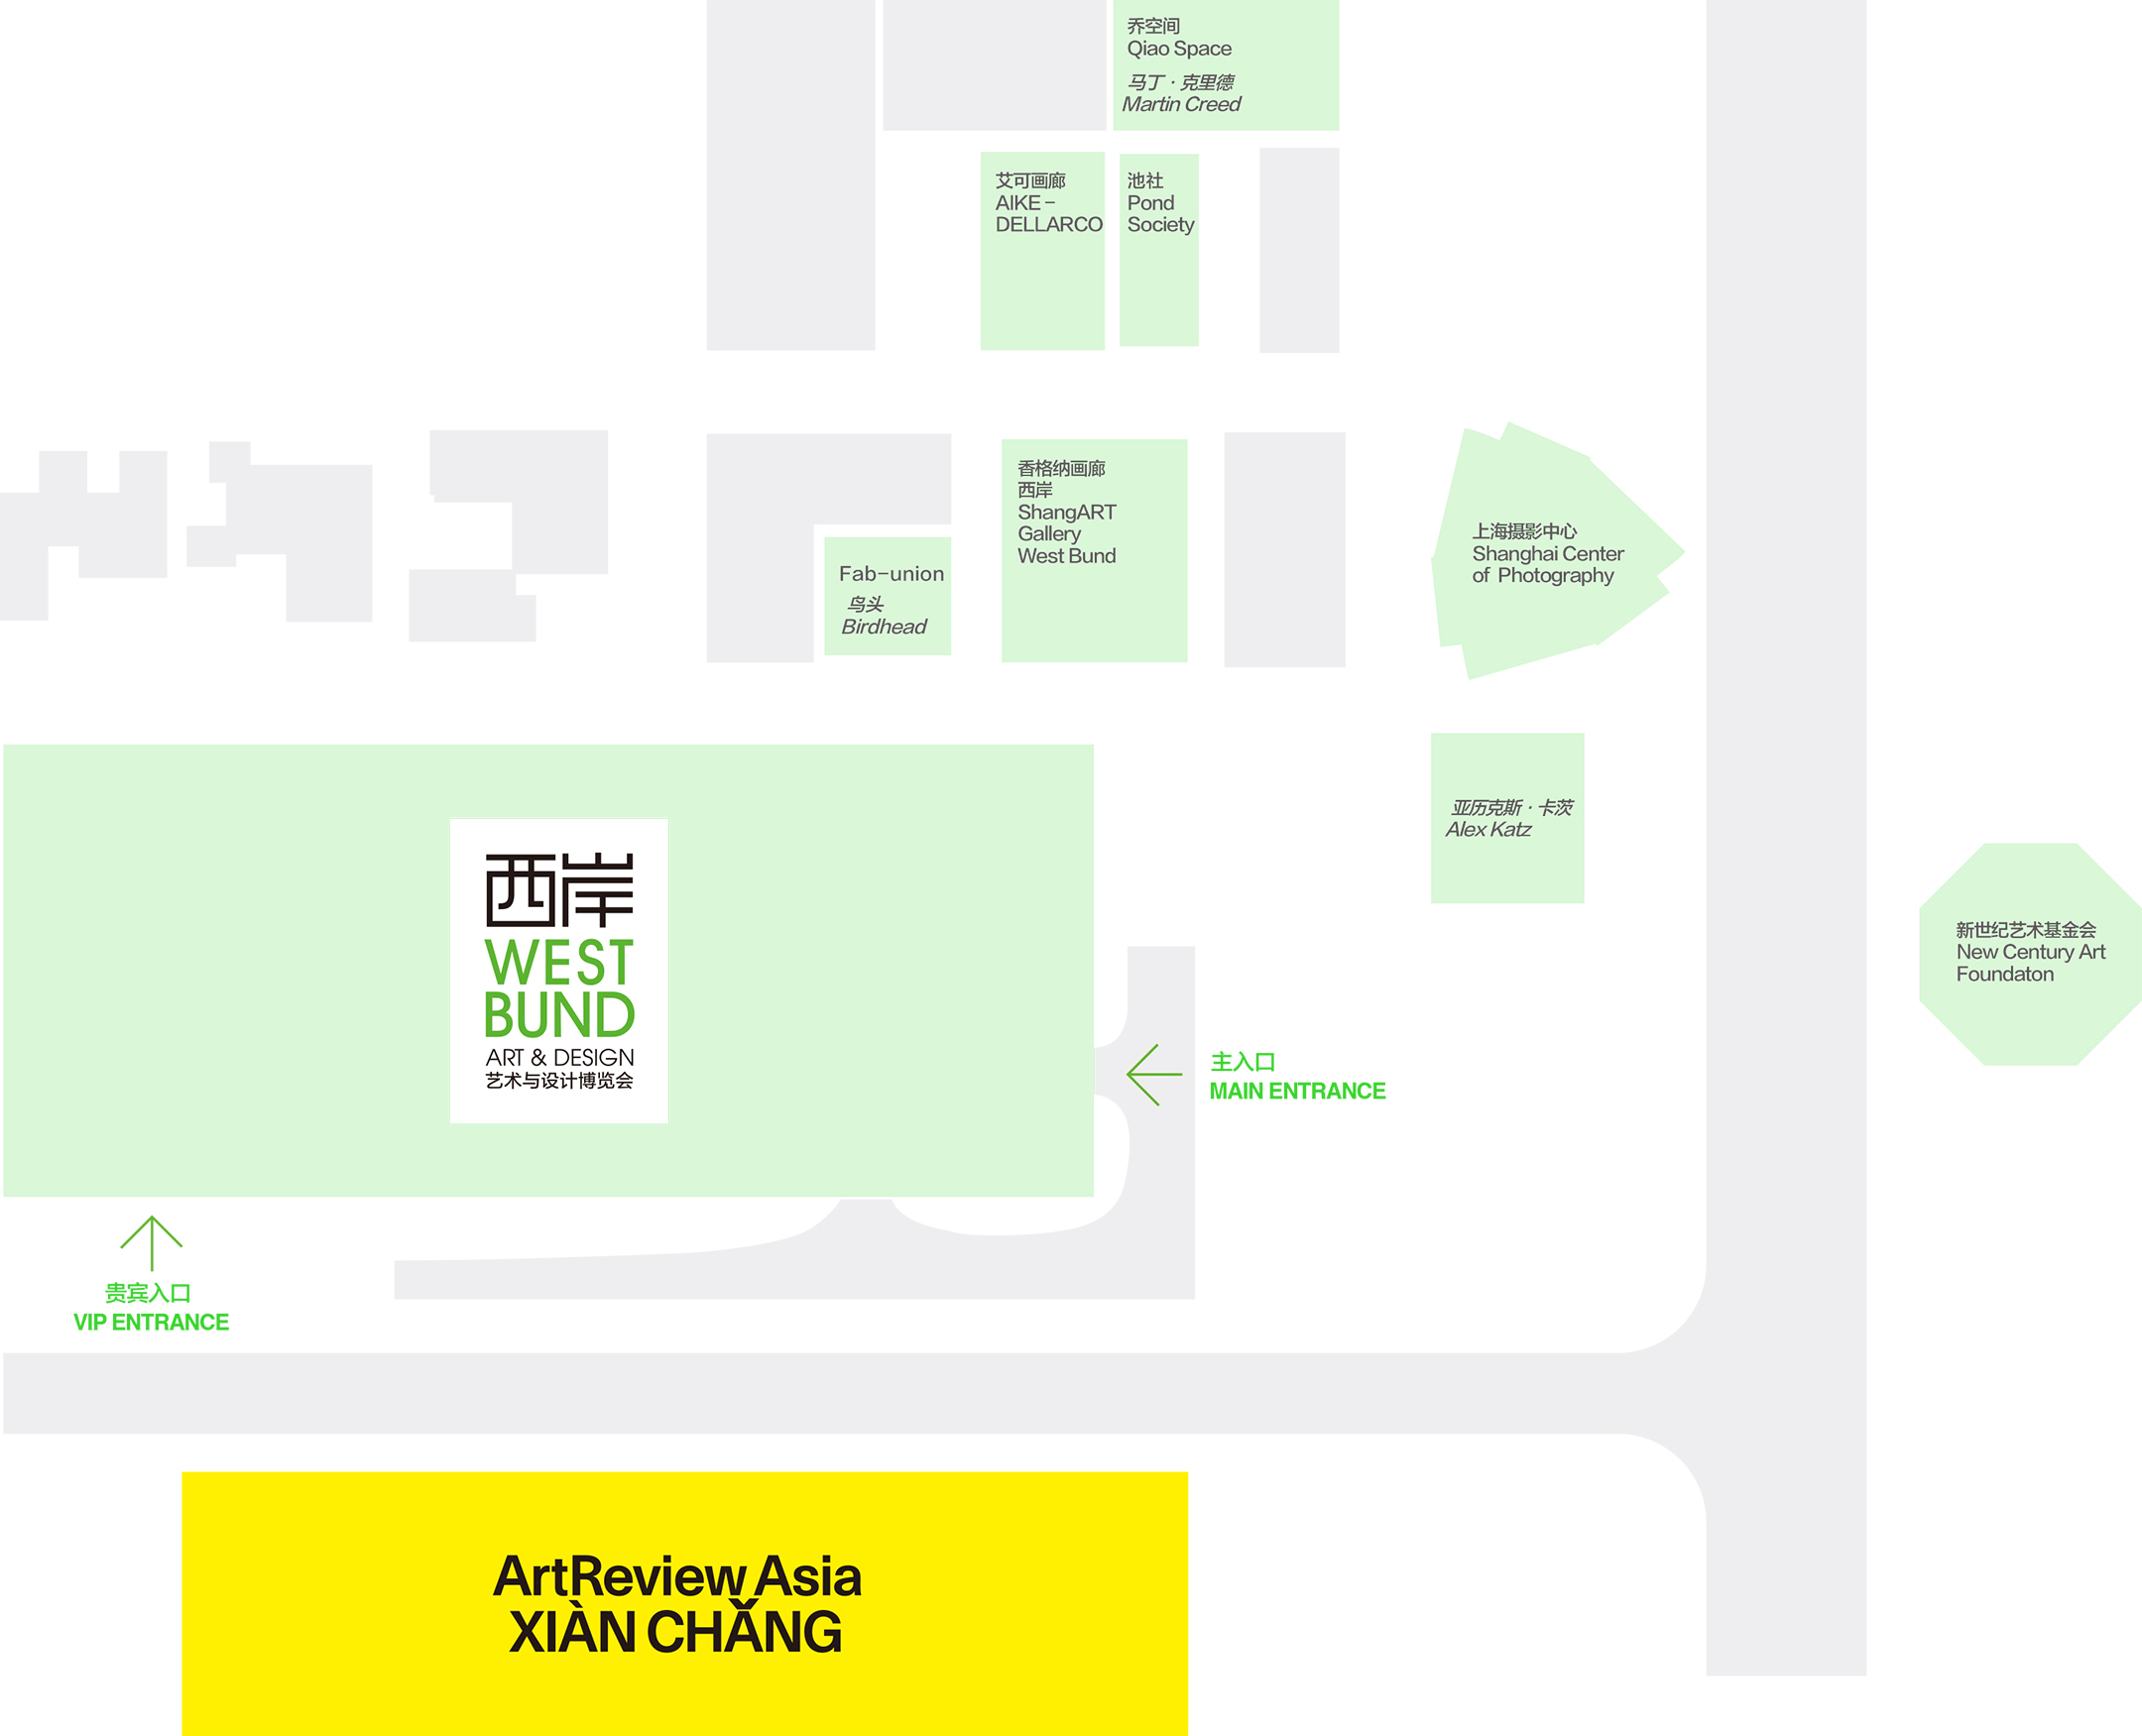 乔空间
Qiao Space
马丁·克里德
Martin Creed
艾可画廊
AIKE-
DELLARCO
池社
Pond
Society
香格纳画廊
西岸
ShangART
Gallery
West Bund
Fab-union
鸟头
Birdhead
上海摄影中心
Shanghai Center
of Photography
亚历克斯·卡茨
Alex Katz
西岸
WEST
BUND
ART & DESIGN
艺术与设计博览会
新世纪艺术基金会
New Century Art
Foundaton
主入口
MAIN ENTRANCE
贵宾入口
VIP ENTRANCE
ArtReview Asia
XIÀN CHǍNG